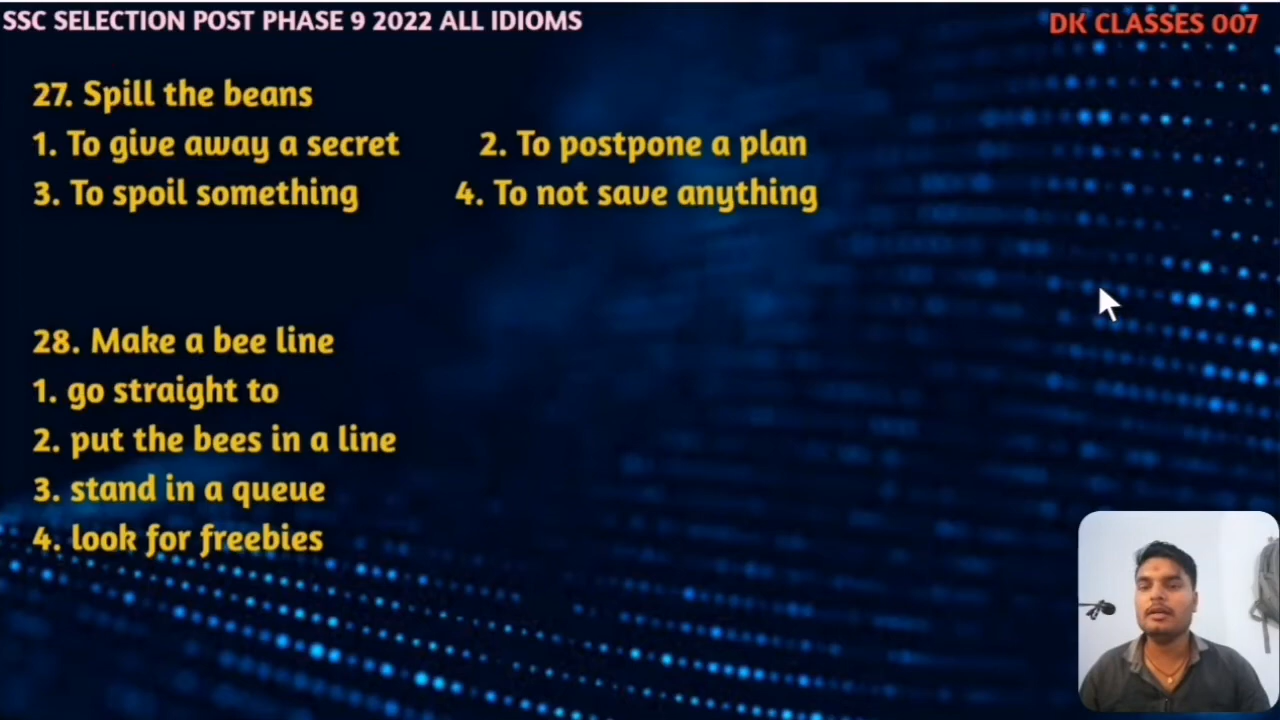 SSC SELECTION POST PHASE 9 2022 ALL IDIOMS
DK CLASSES 007
27. Spill the beans
1. To give away a secret 2. To postpone a plan
3. To spoil something 4. To not save anything
28. Make a bee line
1. go straight to
2. put the bees in a line
3. stand in a queue
4. look for freebies